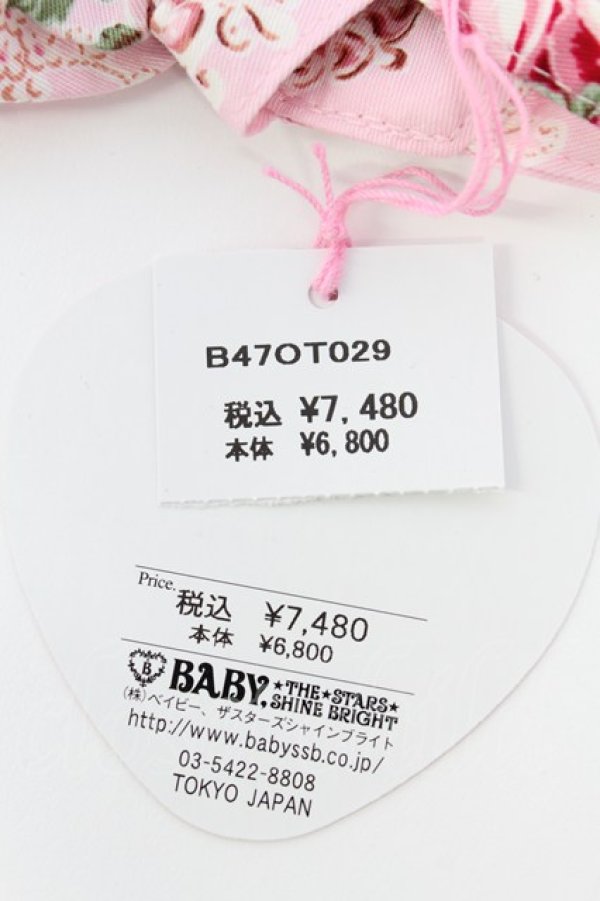 B47OT029
税込 ¥7,480
本体 ¥6,800
Price.
税込 ¥7,480
本体 ¥6,800
B BABY, ★THE★STARS★
SHINE BRIGHT
(株)ベイビー、ザスターズシャインブライト
http://www.babyssb.co.jp/
03-5422-8808
TOKYO JAPAN